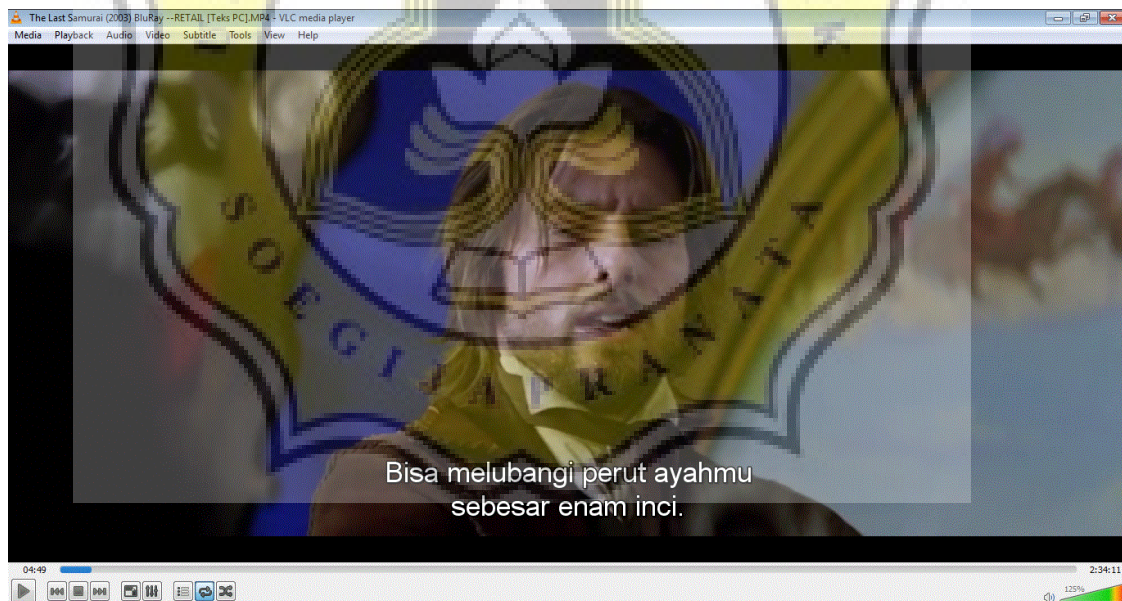 The Last Samurai (2003) BluRay --RETAIL [Teks PC].MP4 - VLC media player
Media Playback Audio Video Subtitle Tools View Help
SOEGIJAPRANATA
Bisa melubangi perut ayahmu
sebesar enam inci.
04:49 2:34:11
125%